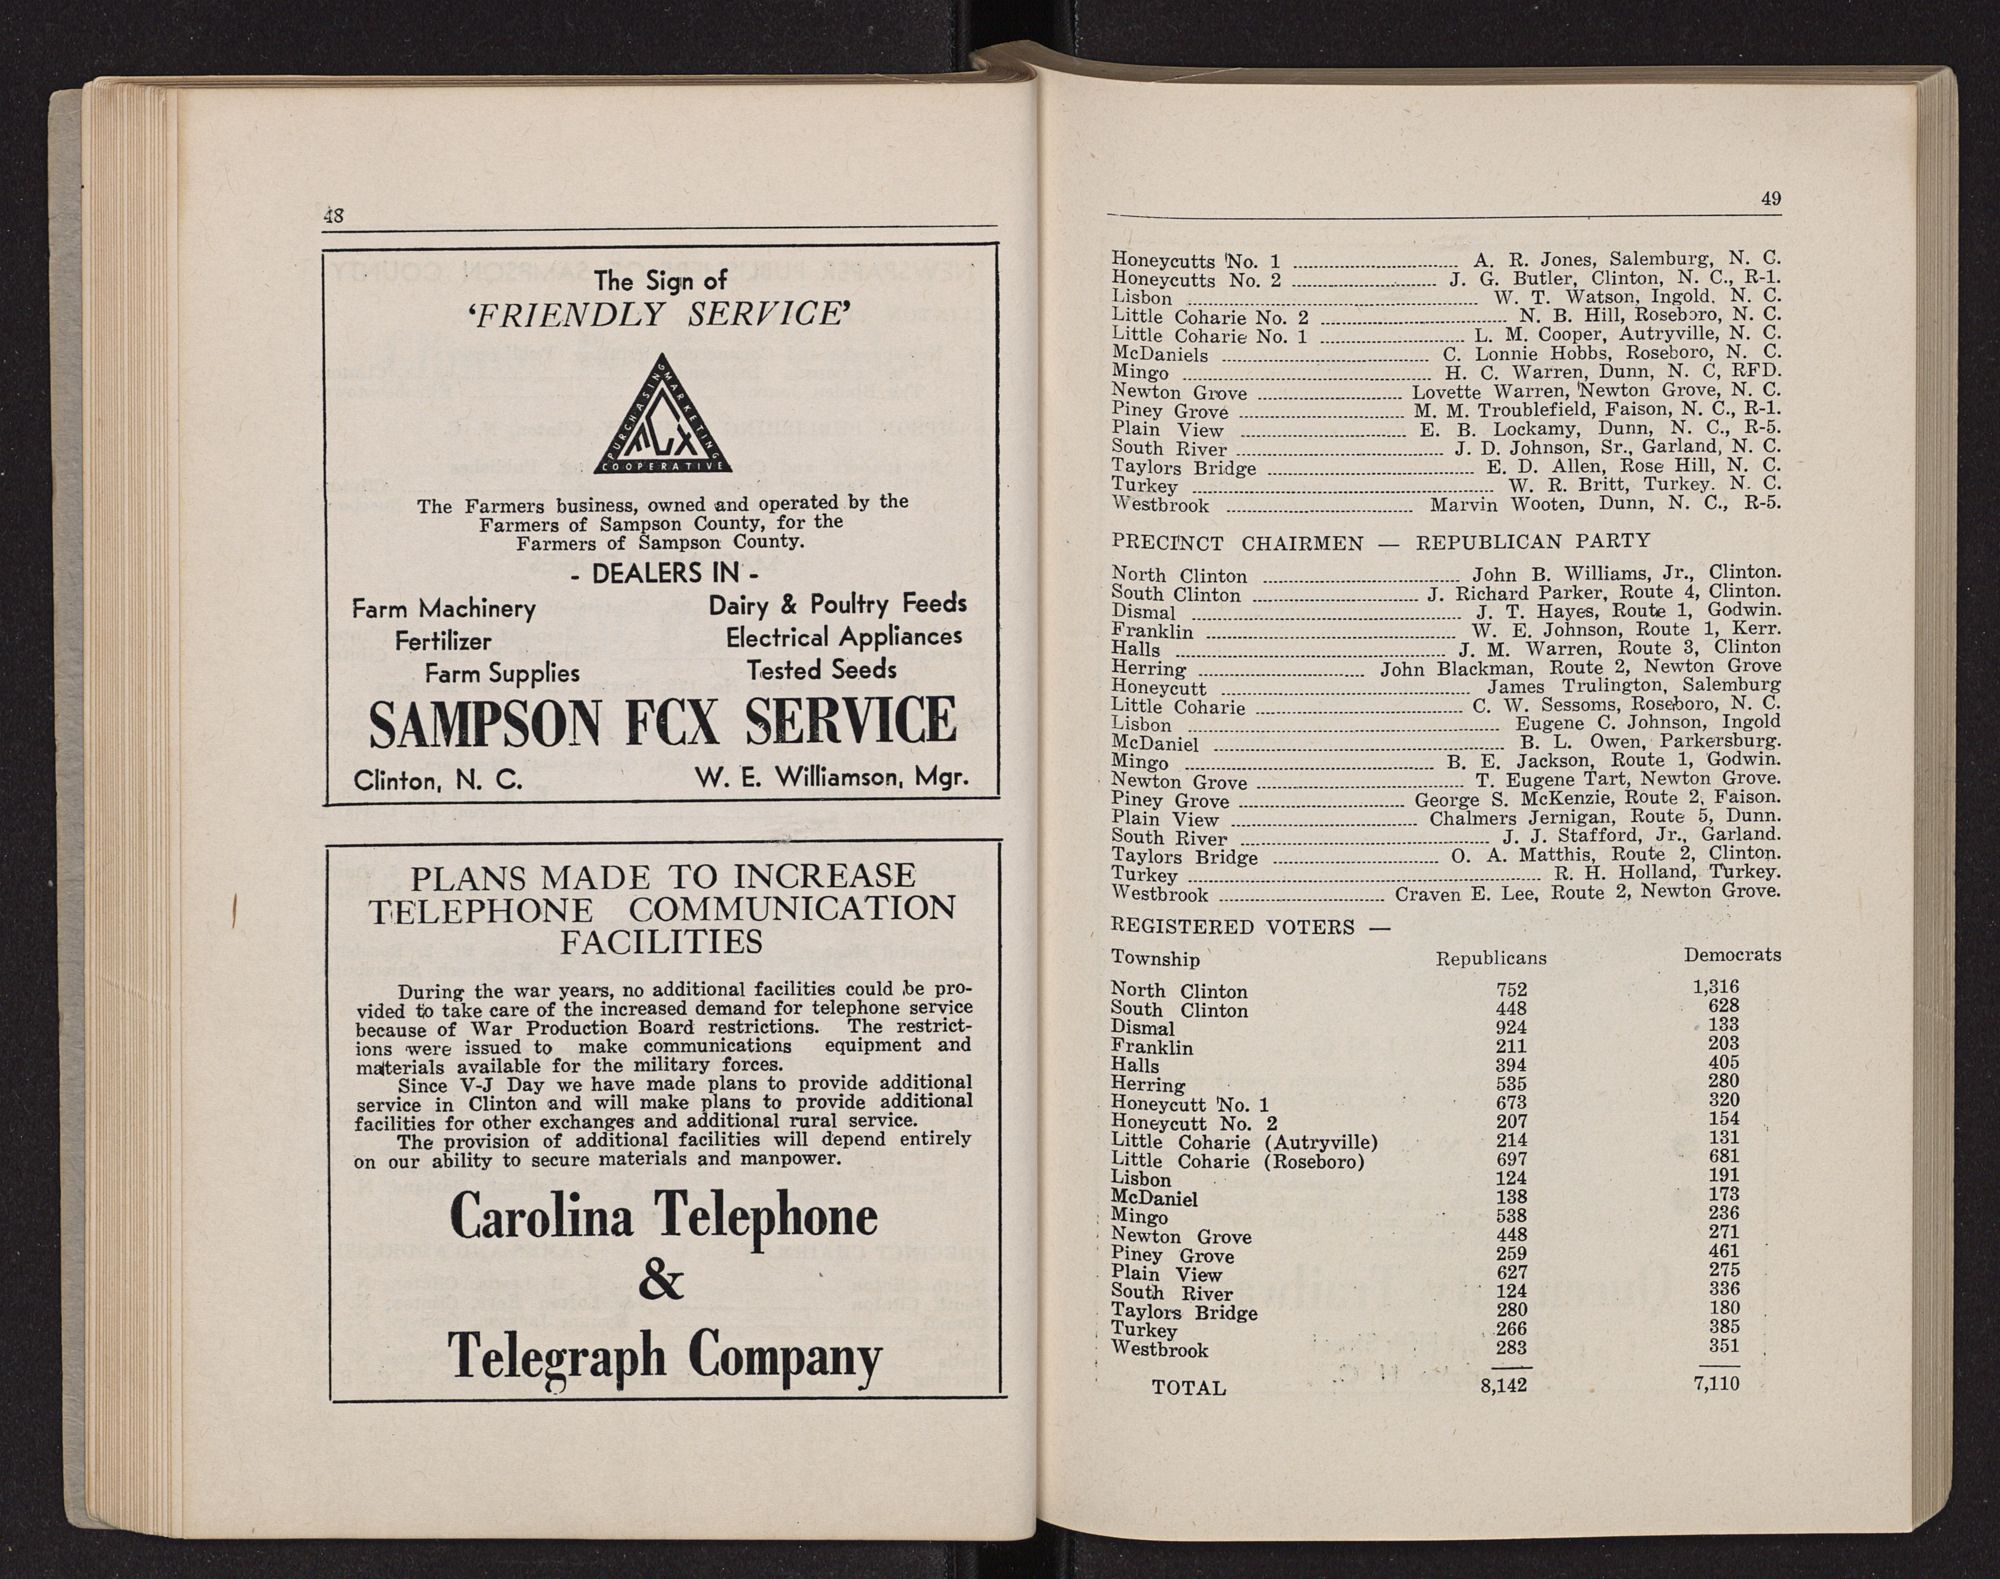 48
The Sign of
'FRIENDLY SERVICE'
PURCHASING MARKETING
FCX
COOPERATIVE
The Farmers business, owned and operated by the
Farmers of Sampson County, for the
Farmers of Sampson County.
- DEALERS IN -
Farm Machinery Dairy & Poultry Feeds
Fertilizer Electrical Appliances
Farm Supplies Tested Seeds
SAMPSON FCX SERVICE
Clinton, N. C. W. E. Williamson, Mgr.
PLANS MADE TO INCREASE
TELEPHONE COMMUNICATION
FACILITIES
During the war years, no additional facilities could be pro-
vided to take care of the increased demand for telephone service
because of War Production Board restrictions. The restrict-
ions were issued to make communications equipment and
materials available for the military forces.
Since V-J Day we have made plans to provide additional
service in Clinton and will make plans to provide additional
facilities for other exchanges and additional rural service.
The provision of additional facilities will depend entirely
on our ability to secure materials and manpower.
Carolina Telephone
&
Telegraph Company
49
Honeycutts No. 1 ........ A. R. Jones, Salemburg, N. C.
Honeycutts No. 2 ........ J. G. Butler, Clinton, N. C., R-1.
Lisbon ........ W. T. Watson, Ingold. N. C.
Little Coharie No. 2 ........ N. B. Hill, Roseboro, N. C.
Little Coharie No. 1 ........ L. M. Cooper, Autryville, N. C.
McDaniels ........ C. Lonnie Hobbs, Roseboro, N. C.
Mingo ........ H. C. Warren, Dunn, N. C, RFD.
Newton Grove ........ Lovette Warren, Newton Grove, N. C.
Piney Grove ........ M. M. Troublefield, Faison, N. C., R-1.
Plain View ........ E. B. Lockamy, Dunn, N. C., R-5.
South River ........ J. D. Johnson, Sr., Garland, N. C.
Taylors Bridge ........ E. D. Allen, Rose Hill, N. C.
Turkey ........ W. R. Britt, Turkey. N. C.
Westbrook ........ Marvin Wooten, Dunn, N. C., R-5.
PRECINCT CHAIRMEN — REPUBLICAN PARTY
North Clinton ........ John B. Williams, Jr., Clinton.
South Clinton ........ J. Richard Parker, Route 4, Clinton.
Dismal ........ J. T. Hayes, Route 1, Godwin.
Franklin ........ W. E. Johnson, Route 1, Kerr.
Halls ........ J. M. Warren, Route 3, Clinton
Herring ........ John Blackman, Route 2, Newton Grove
Honeycutt ........ James Trulington, Salemburg
Little Coharie ........ C. W. Sessoms, Roseboro, N. C.
Lisbon ........ Eugene C. Johnson, Ingold
McDaniel ........ B. L. Owen, Parkersburg.
Mingo ........ B. E. Jackson, Route 1, Godwin.
Newton Grove ........ T. Eugene Tart, Newton Grove.
Piney Grove ........ George S. McKenzie, Route 2, Faison.
Plain View ........ Chalmers Jernigan, Route 5, Dunn.
South River ........ J. J. Stafford, Jr., Garland.
Taylors Bridge ........ O. A. Matthis, Route 2, Clinton.
Turkey ........ R. H. Holland, Turkey.
Westbrook ........ Craven E. Lee, Route 2, Newton Grove.
REGISTERED VOTERS —
Township Republicans Democrats
North Clinton 752 1,316
South Clinton 448 628
Dismal 924 133
Franklin 211 203
Halls 394 405
Herring 535 280
Honeycutt No. 1 673 320
Honeycutt No. 2 207 154
Little Coharie (Autryville) 214 131
Little Coharie (Roseboro) 697 681
Lisbon 124 191
McDaniel 138 173
Mingo 538 236
Newton Grove 448 271
Piney Grove 259 461
Plain View 627 275
South River 124 336
Taylors Bridge 280 180
Turkey 266 385
Westbrook 283 351
TOTAL 8,142 7,110